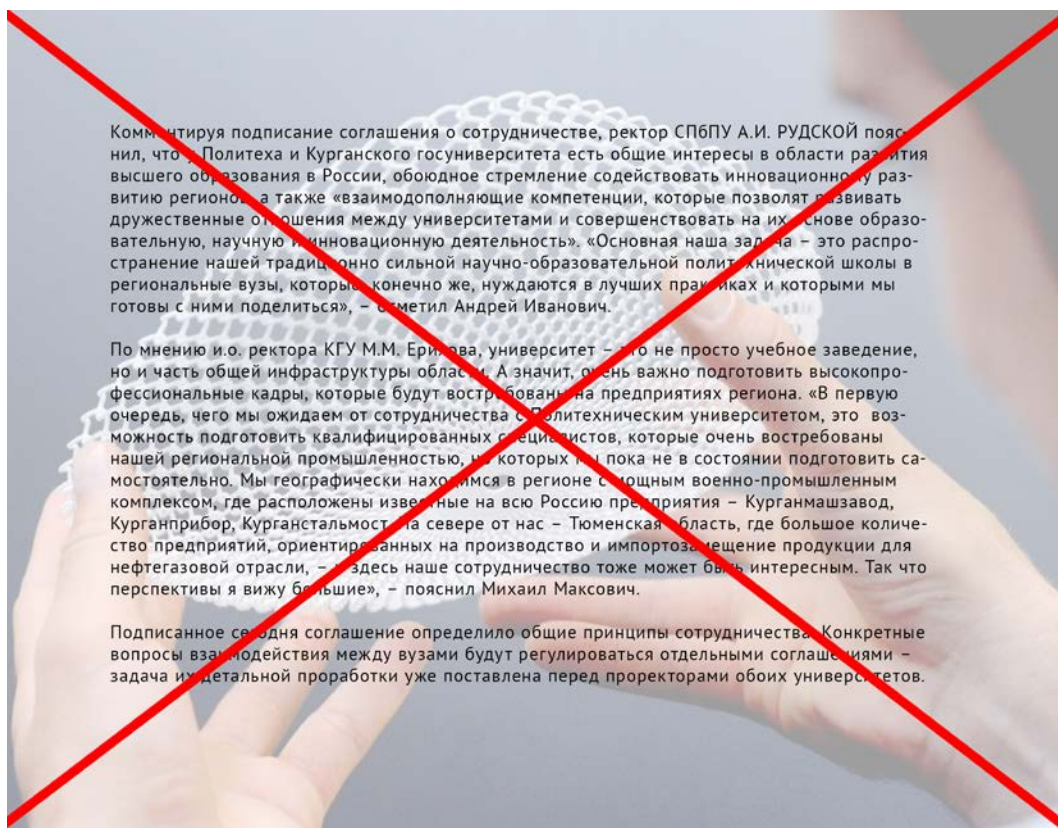 Комментируя подписание соглашения о сотрудничестве, ректор СПбПУ А.И. РУДСКОЙ пояс-
нил, что у Политеха и Курганского госуниверситета есть общие интересы в области развития
высшего образования в России, обоюдное стремление содействовать инновационному раз-
витию регионов, а также «взаимодополняющие компетенции, которые позволят развивать
дружественные отношения между университетами и совершенствовать на их основе образо-
вательную, научную и инновационную деятельность». «Основная наша задача – это распро-
странение нашей традиционно сильной научно-образовательной политехнической школы в
региональные вузы, которые, конечно же, нуждаются в лучших практиках и которыми мы
готовы с ними поделиться», – отметил Андрей Иванович.
По мнению и.о. ректора КГУ М.М. Ерихова, университет – это не просто учебное заведение,
но и часть общей инфраструктуры области. А значит, очень важно подготовить высокопро-
фессиональные кадры, которые будут востребованы на предприятиях региона. «В первую
очередь, чего мы ожидаем от сотрудничества с Политехническим университетом, это воз-
можность подготовить квалифицированных специалистов, которые очень востребованы
нашей региональной промышленностью, но которых мы пока не в состоянии подготовить са-
мостоятельно. Мы географически находимся в регионе с мощным военно-промышленным
комплексом, где расположены известные на всю Россию предприятия – Курганмашзавод,
Курганприбор, Курганстальмост. На севере от нас – Тюменская область, где большое количе-
ство предприятий, ориентированных на производство и импортозамещение продукции для
нефтегазовой отрасли, – и здесь наше сотрудничество тоже может быть интересным. Так что
перспективы я вижу большие», – пояснил Михаил Максович.
Подписанное сегодня соглашение определило общие принципы сотрудничества. Конкретные
вопросы взаимодействия между вузами будут регулироваться отдельными соглашениями –
задача их детальной проработки уже поставлена перед проректорами обоих университетов.